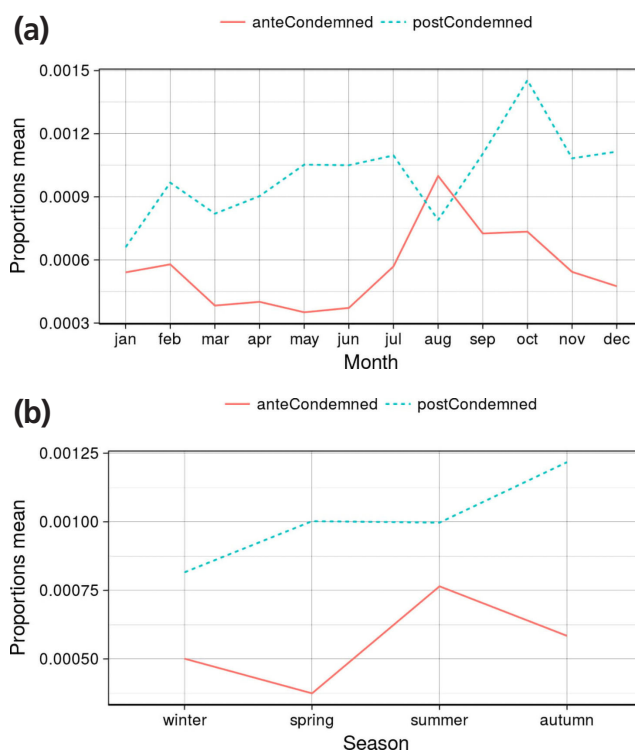 (a)
anteCondemned postCondemned
Proportions mean
0.0015
0.0012
0.0009
0.0006
0.0003
jan feb mar apr may jun jul aug sep oct nov dec
Month
(b)
anteCondemned postCondemned
Proportions mean
0.00125
0.00100
0.00075
0.00050
winter spring summer autumn
Season